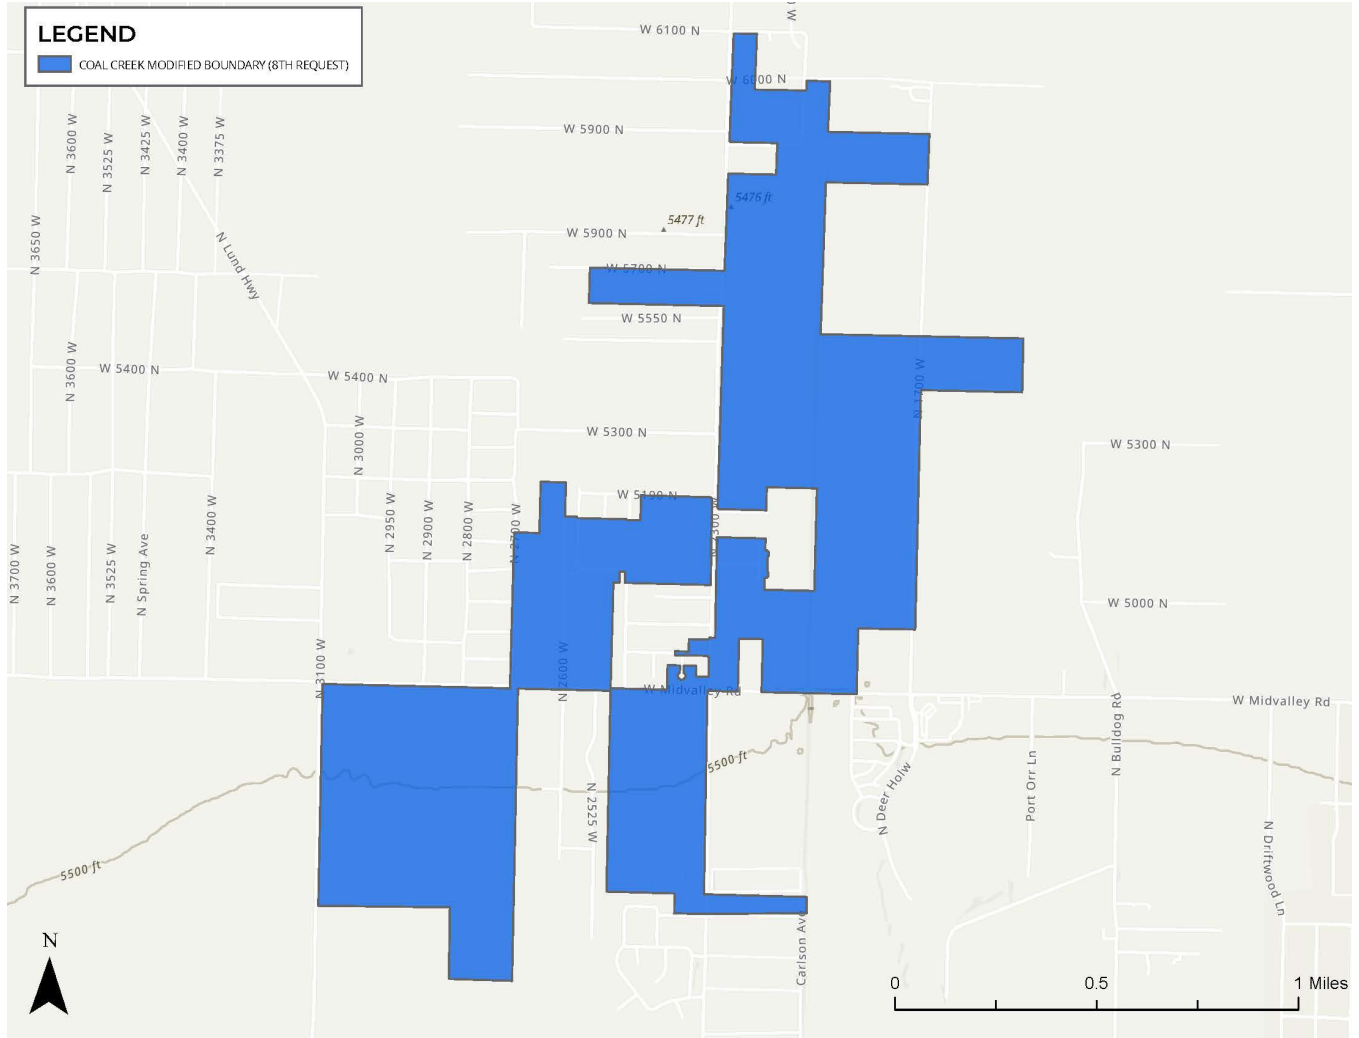 LEGEND
COAL CREEK MODIFIED BOUNDARY (8TH REQUEST)
W 6100 N
W 6000 N
W 5900 N
N 3600 W
N 3525 W
N 3425 W
N 3400 W
N 3375 W
N 3650 W
N Lund Hwy
5476 ft
5477 ft
W 5900 N
W 5700 N
W 5550 N
N 3600 W
W 5400 N
W 5400 N
N 1700 W
N 3000 W
W 5300 N
W 5300 N
W 5190 N
N 3400 W
N 2950 W
N 2900 W
N 2800 W
N 2700 W
N 2300 W
N 3700 W
N 3600 W
N 3525 W
N Spring Ave
W 5000 N
N 3100 W
N 2600 W
W Midvalley Rd
W Midvalley Rd
N Bulldog Rd
5500 ft
N 2525 W
N Deer Holw
Port Orr Ln
N Driftwood Ln
5500 ft
Carlson Ave
N
0 0.5 1 Miles